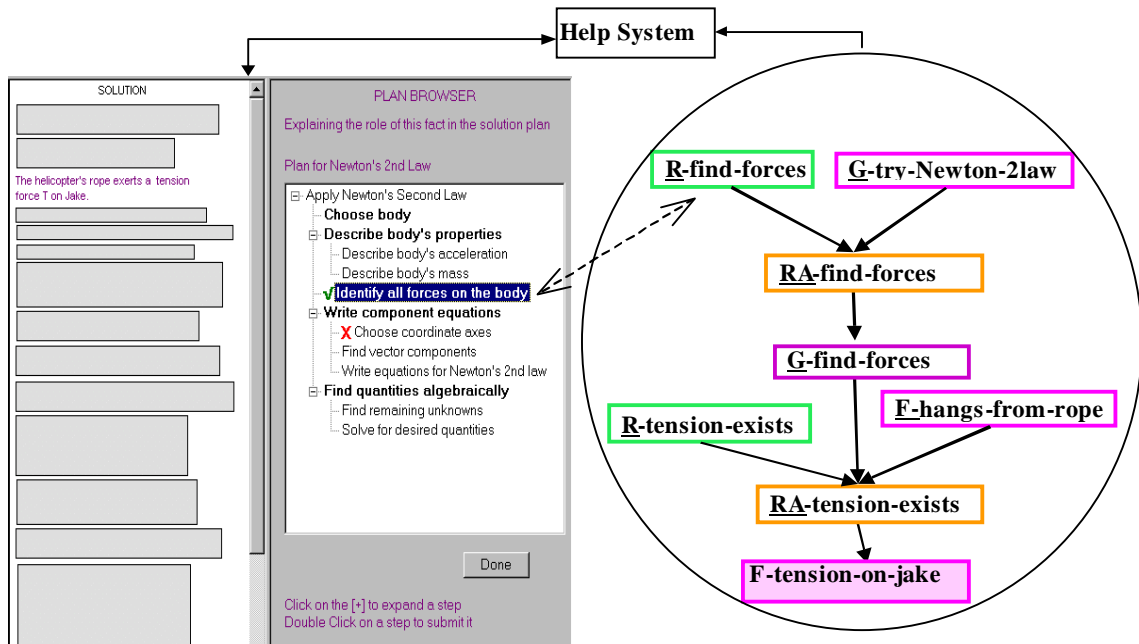 Help System
SOLUTION
The helicopter's rope exerts a tension
force T on Jake.
PLAN BROWSER
Explaining the role of this fact in the solution plan
Plan for Newton's 2nd Law
Apply Newton's Second Law
Choose body
Describe body's properties
Describe body's acceleration
Describe body's mass
Identify all forces on the body
Write component equations
X Choose coordinate axes
Find vector components
Write equations for Newton's 2nd law
Find quantities algebraically
Find remaining unknowns
Solve for desired quantities
Done
Click on the [+] to expand a step
Double Click on a step to submit it
R-find-forces
G-try-Newton-2law
RA-find-forces
G-find-forces
F-hangs-from-rope
R-tension-exists
RA-tension-exists
F-tension-on-jake